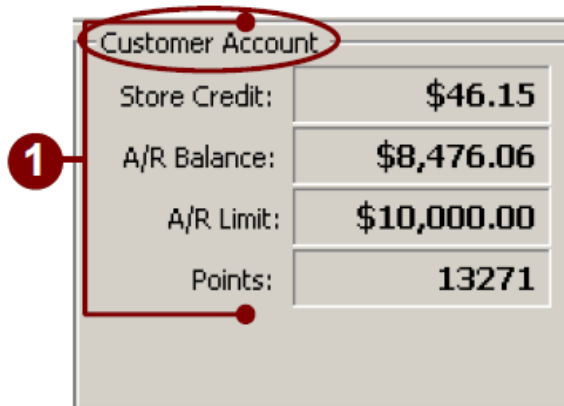 Customer Account
Store Credit: $46.15
1
A/R Balance: $8,476.06
A/R Limit: $10,000.00
Points: 13271